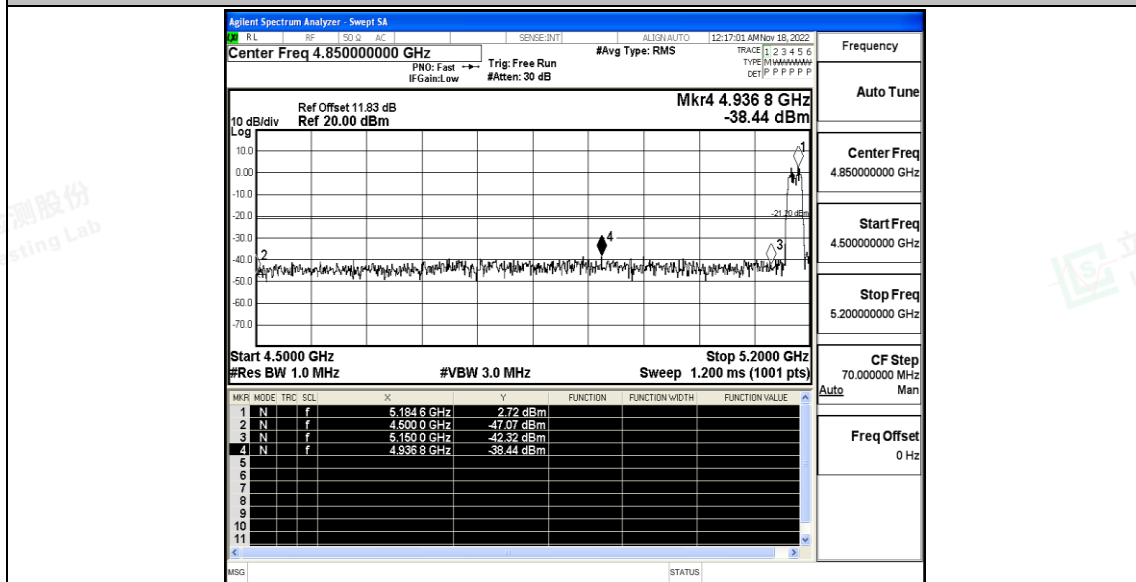 Agilent Spectrum Analyzer - Swept SA
RL RF 50 Ω AC SENSE:INT ALIGN AUTO 12:17:01 AM Nov 18, 2022
Center Freq 4.850000000 GHz
#Avg Type: RMS
TRACE 1 2 3 4 5 6
TYPE M
DET P P P P P P
PNO: Fast
IFGain:Low
Trig: Free Run
#Atten: 30 dB
Mkr4 4.936 8 GHz
-38.44 dBm
Ref Offset 11.83 dB
10 dB/div Ref 20.00 dBm
Log
10.0
0.00
-10.0
-20.0
-30.0
-40.0
-50.0
-60.0
-70.0
1
-21.20 dBm
4
3
2
Start 4.5000 GHz Stop 5.2000 GHz
#Res BW 1.0 MHz #VBW 3.0 MHz Sweep 1.200 ms (1001 pts)
MKR MODE TRC SCL X Y FUNCTION FUNCTION WIDTH FUNCTION VALUE
1 N f 5.184 6 GHz 2.72 dBm
2 N f 4.500 0 GHz -47.07 dBm
3 N f 5.150 0 GHz -42.32 dBm
4 N f 4.936 8 GHz -38.44 dBm
5
6
7
8
9
10
11
MSG STATUS
Frequency
Auto Tune
Center Freq
4.850000000 GHz
Start Freq
4.500000000 GHz
Stop Freq
5.200000000 GHz
CF Step
70.000000 MHz
Auto Man
Freq Offset
0 Hz
测股份
esting Lab
立